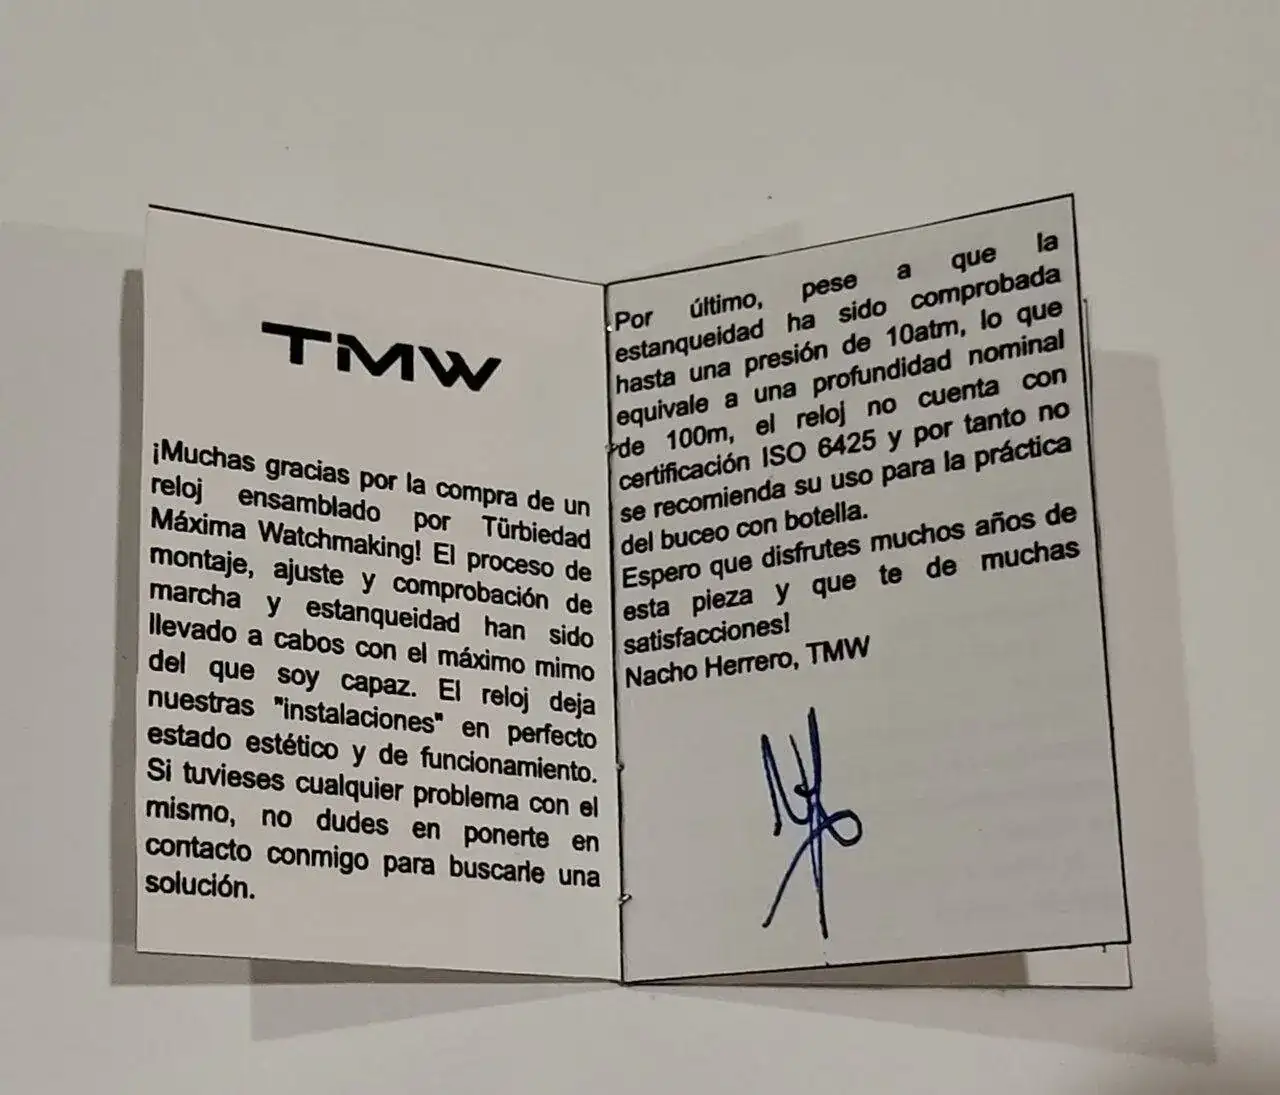 TMW
¡Muchas gracias por la compra de un
reloj ensamblado por Türbiedad
Máxima Watchmaking! El proceso de
montaje, ajuste y comprobación de
marcha y estanqueidad han sido
llevado a cabos con el máximo mimo
del que soy capaz. El reloj deja
nuestras "instalaciones" en perfecto
estado estético y de funcionamiento.
Si tuvieses cualquier problema con el
mismo, no dudes en ponerte en
contacto conmigo para buscarle una
solución.
Por último, pese a que la
estanqueidad ha sido comprobada
hasta una presión de 10atm, lo que
equivale a una profundidad nominal
de 100m, el reloj no cuenta con
certificación ISO 6425 y por tanto no
se recomienda su uso para la práctica
del buceo con botella.
Espero que disfrutes muchos años de
esta pieza y que te de muchas
satisfacciones!
Nacho Herrero, TMW